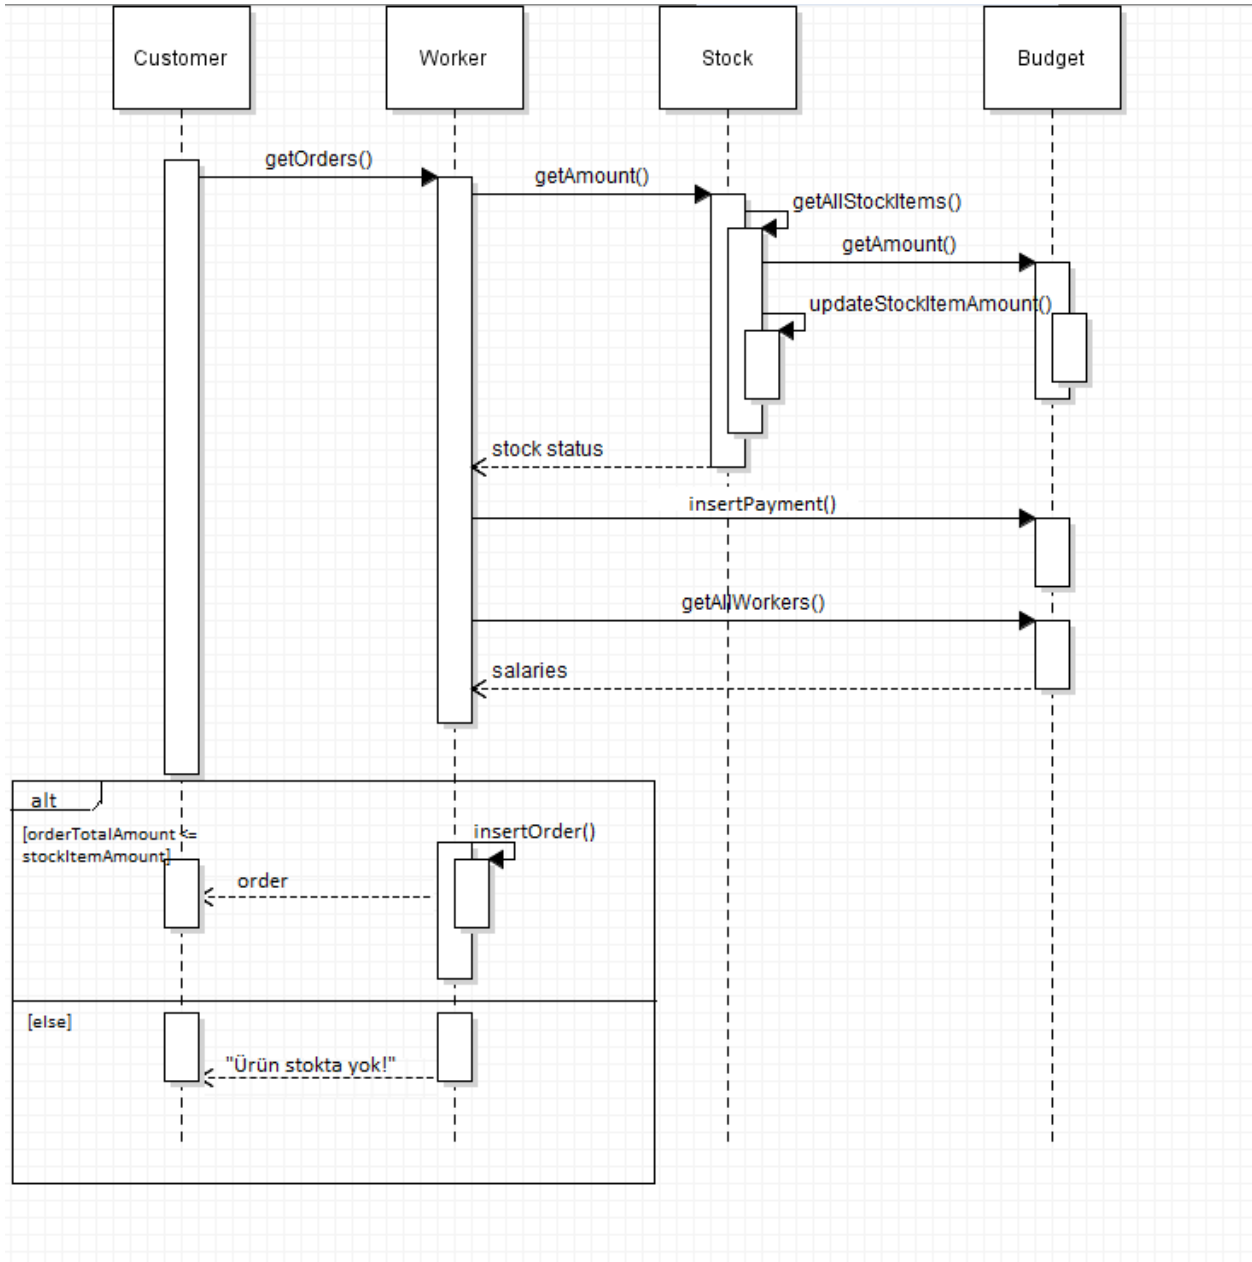 Customer
Worker
Stock
Budget
getOrders()
getAmount()
getAllStockItems()
getAmount()
updateStockItemAmount()
stock status
insertPayment()
getAllWorkers()
salaries
alt
[orderTotalAmount <=
stockItemAmount]
insertOrder()
order
[else]
"Ürün stokta yok!"